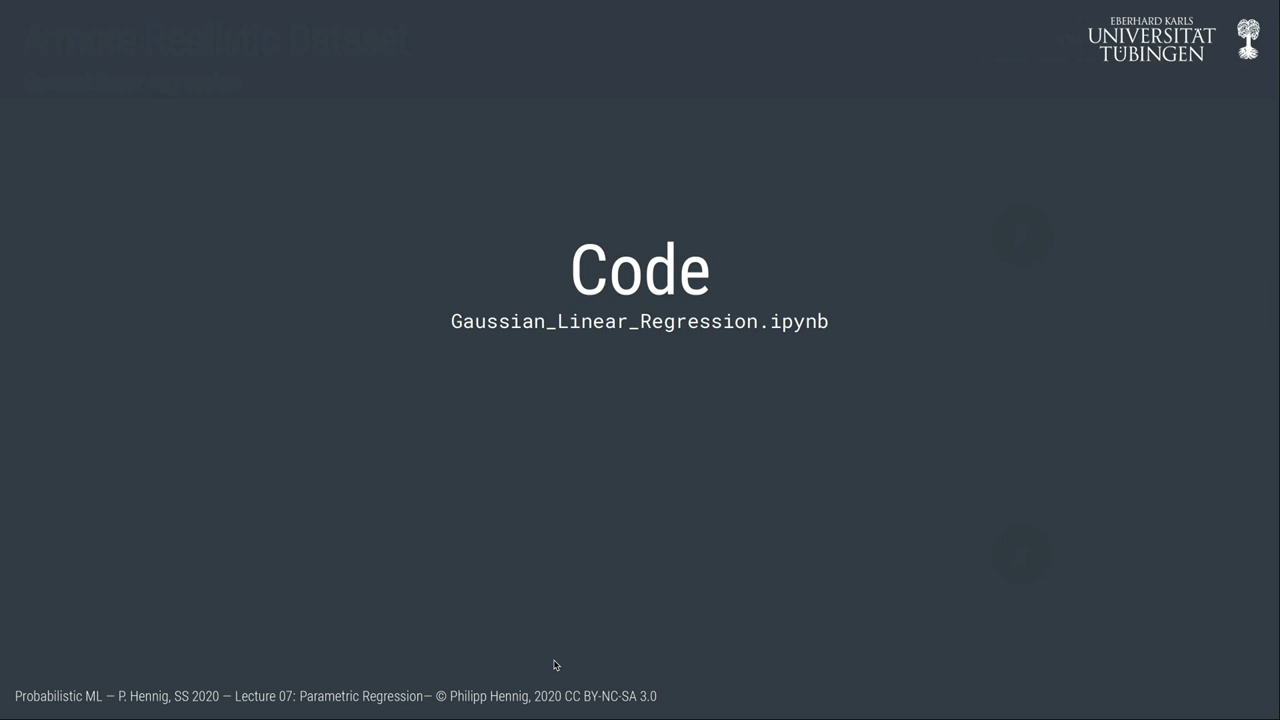 EBERHARD KARLS
UNIVERSITÄT
TÜBINGEN
Code
Gaussian_Linear_Regression.ipynb
Probabilistic ML — P. Hennig, SS 2020 — Lecture 07: Parametric Regression— © Philipp Hennig, 2020 CC BY-NC-SA 3.0